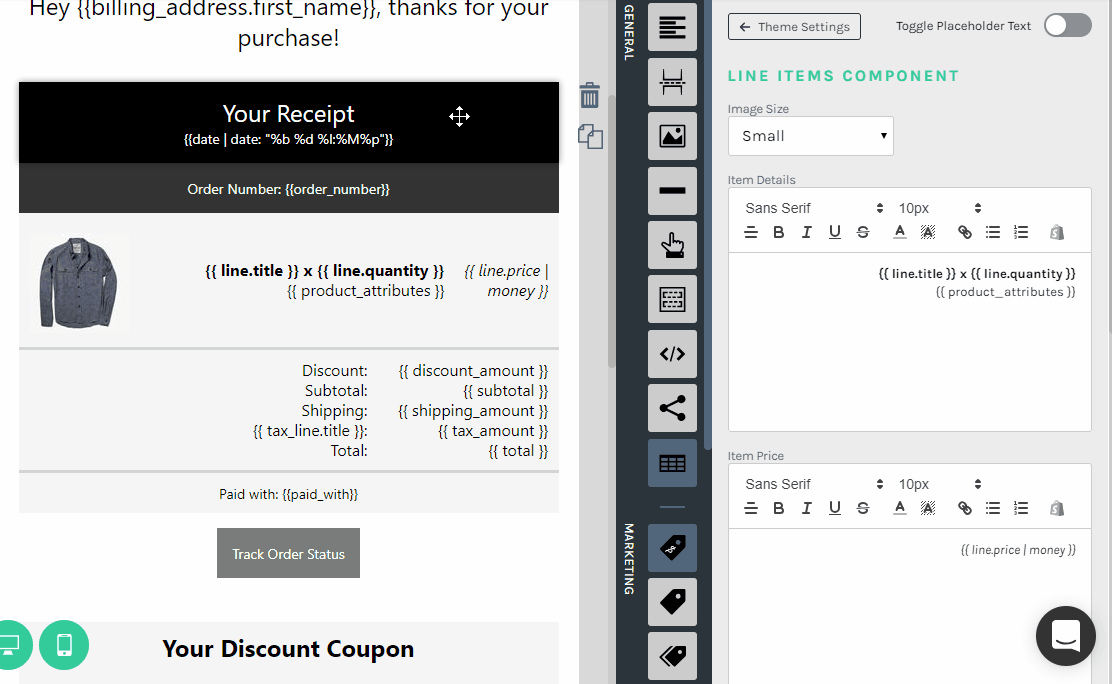 Hey {{billing_address.first_name}}, thanks for your
purchase!
Your Receipt
{{date | date: "%b %d %I:%M%p"}}
Order Number: {{order_number}}
{{ line.title }} x {{ line.quantity }}
{{ product_attributes }}
{{ line.price |
money }}
Discount: {{ discount_amount }}
Subtotal: {{ subtotal }}
Shipping: {{ shipping_amount }}
{{ tax_line.title }}: {{ tax_amount }}
Total: {{ total }}
Paid with: {{paid_with}}
Track Order Status
Your Discount Coupon
GENERAL
MARKETING
Theme Settings
Toggle Placeholder Text
LINE ITEMS COMPONENT
Image Size
Small
Item Details
Sans Serif 10px
B I U S A A
{{ line.title }} x {{ line.quantity }}
{{ product_attributes }}
Item Price
Sans Serif 10px
B I U S A A
{{ line.price | money }}